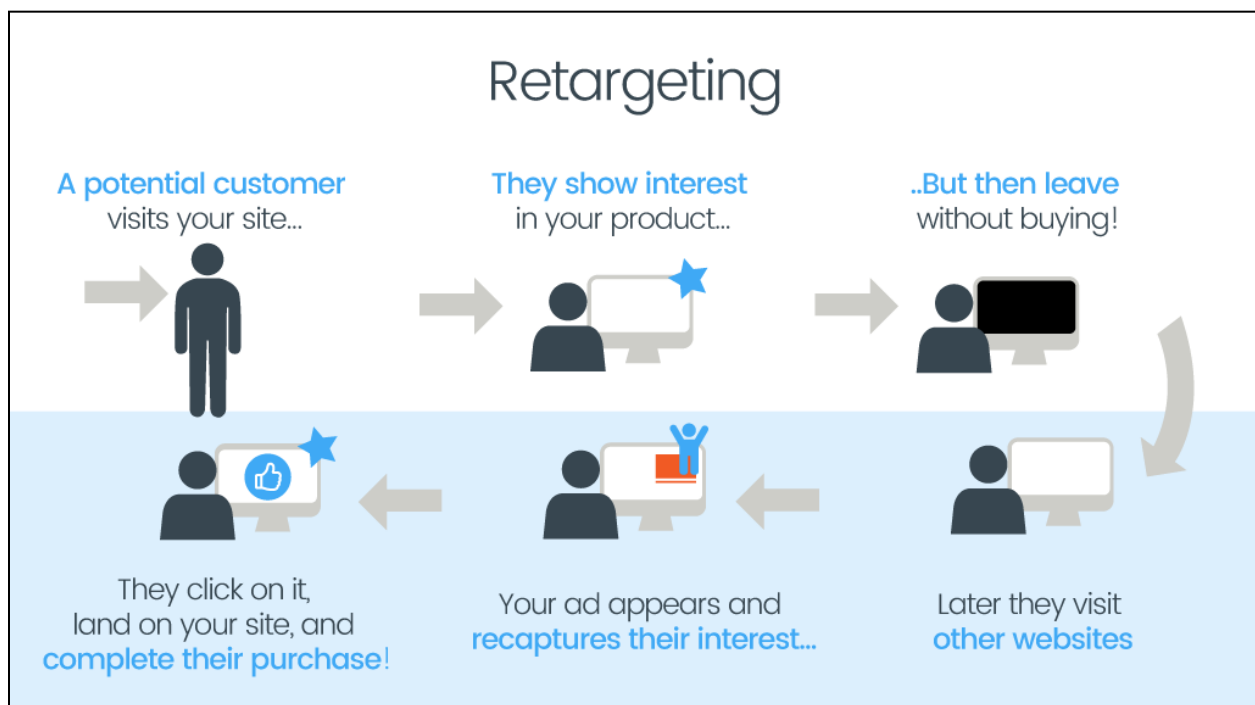 Retargeting
A potential customer
visits your site...
They show interest
in your product...
..But then leave
without buying!
Later they visit
other websites
Your ad appears and
recaptures their interest...
They click on it,
land on your site, and
complete their purchase!